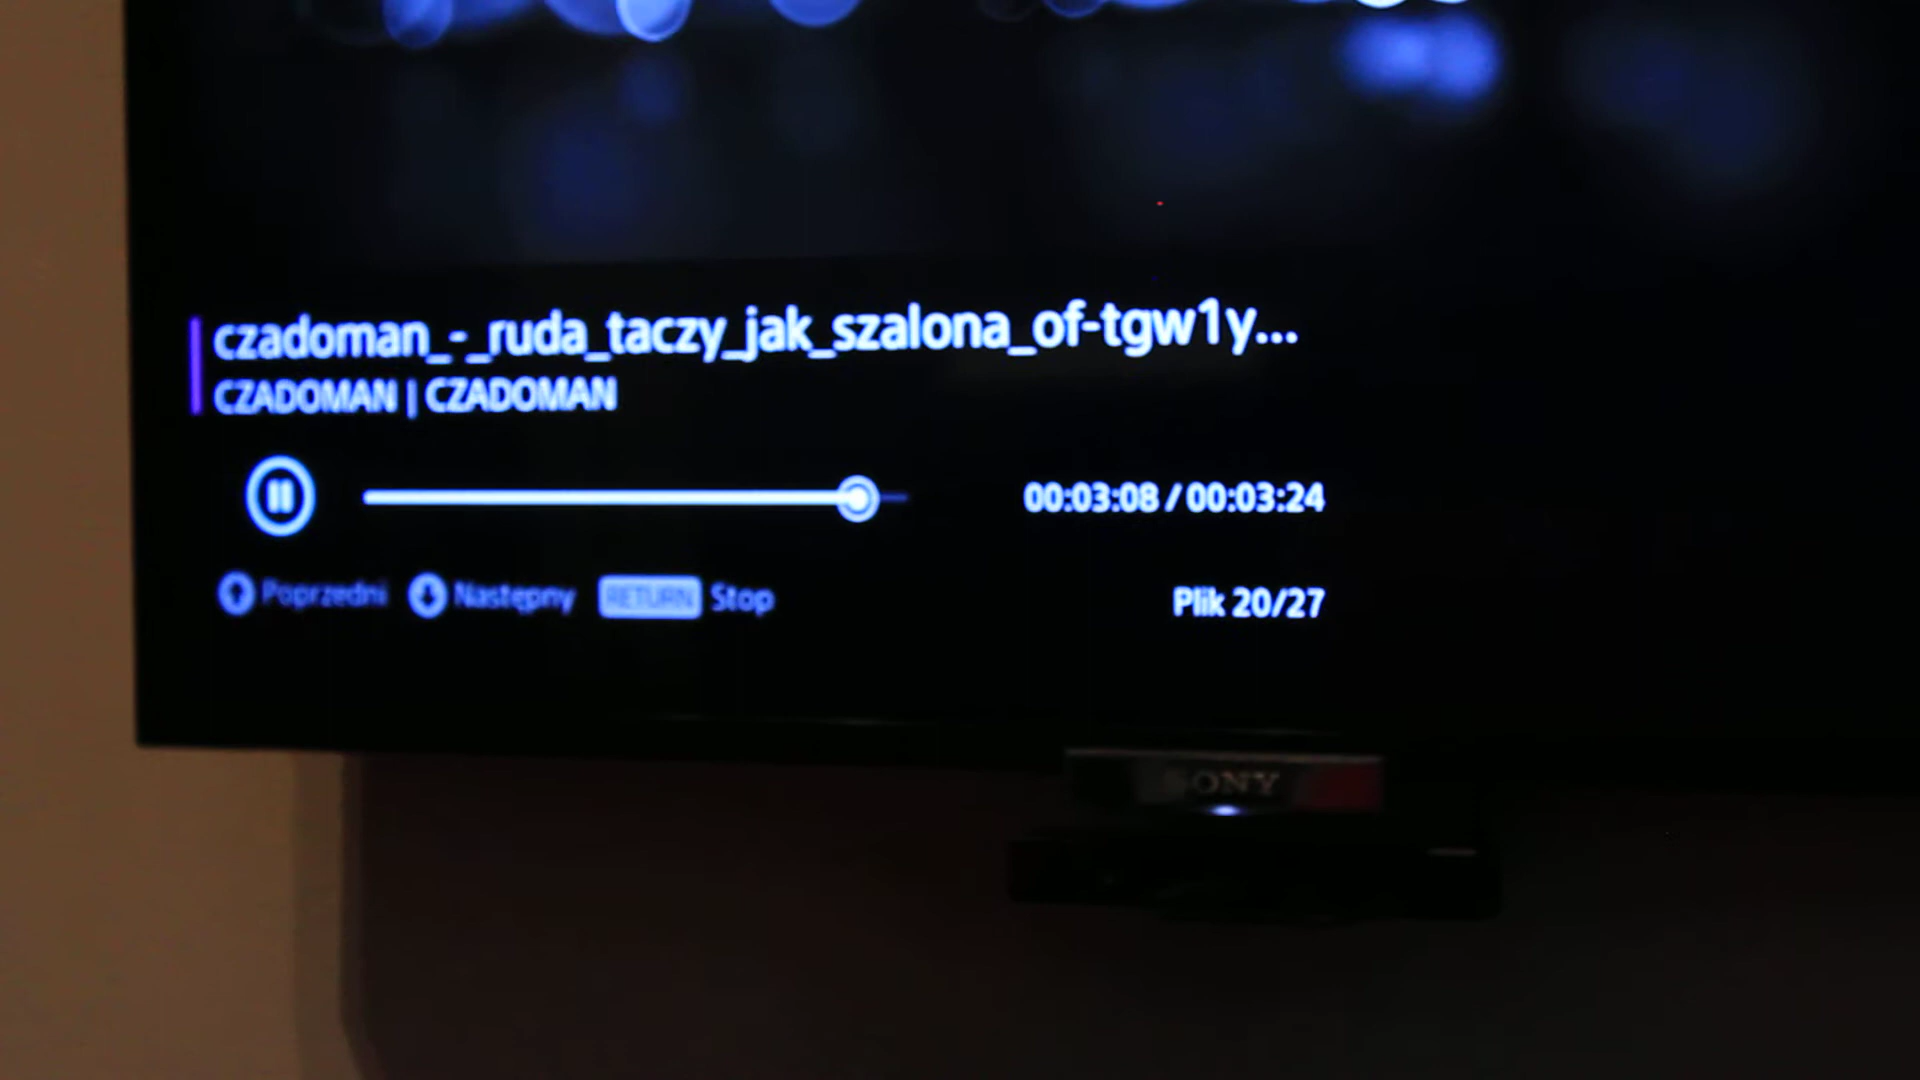 czadoman_-_ruda_taczy_jak_szalona_of-tgw1y...
CZADOMAN | CZADOMAN
00:03:08 / 00:03:24
Poprzedni Następny RETURN Stop
Plik 20/27
SONY